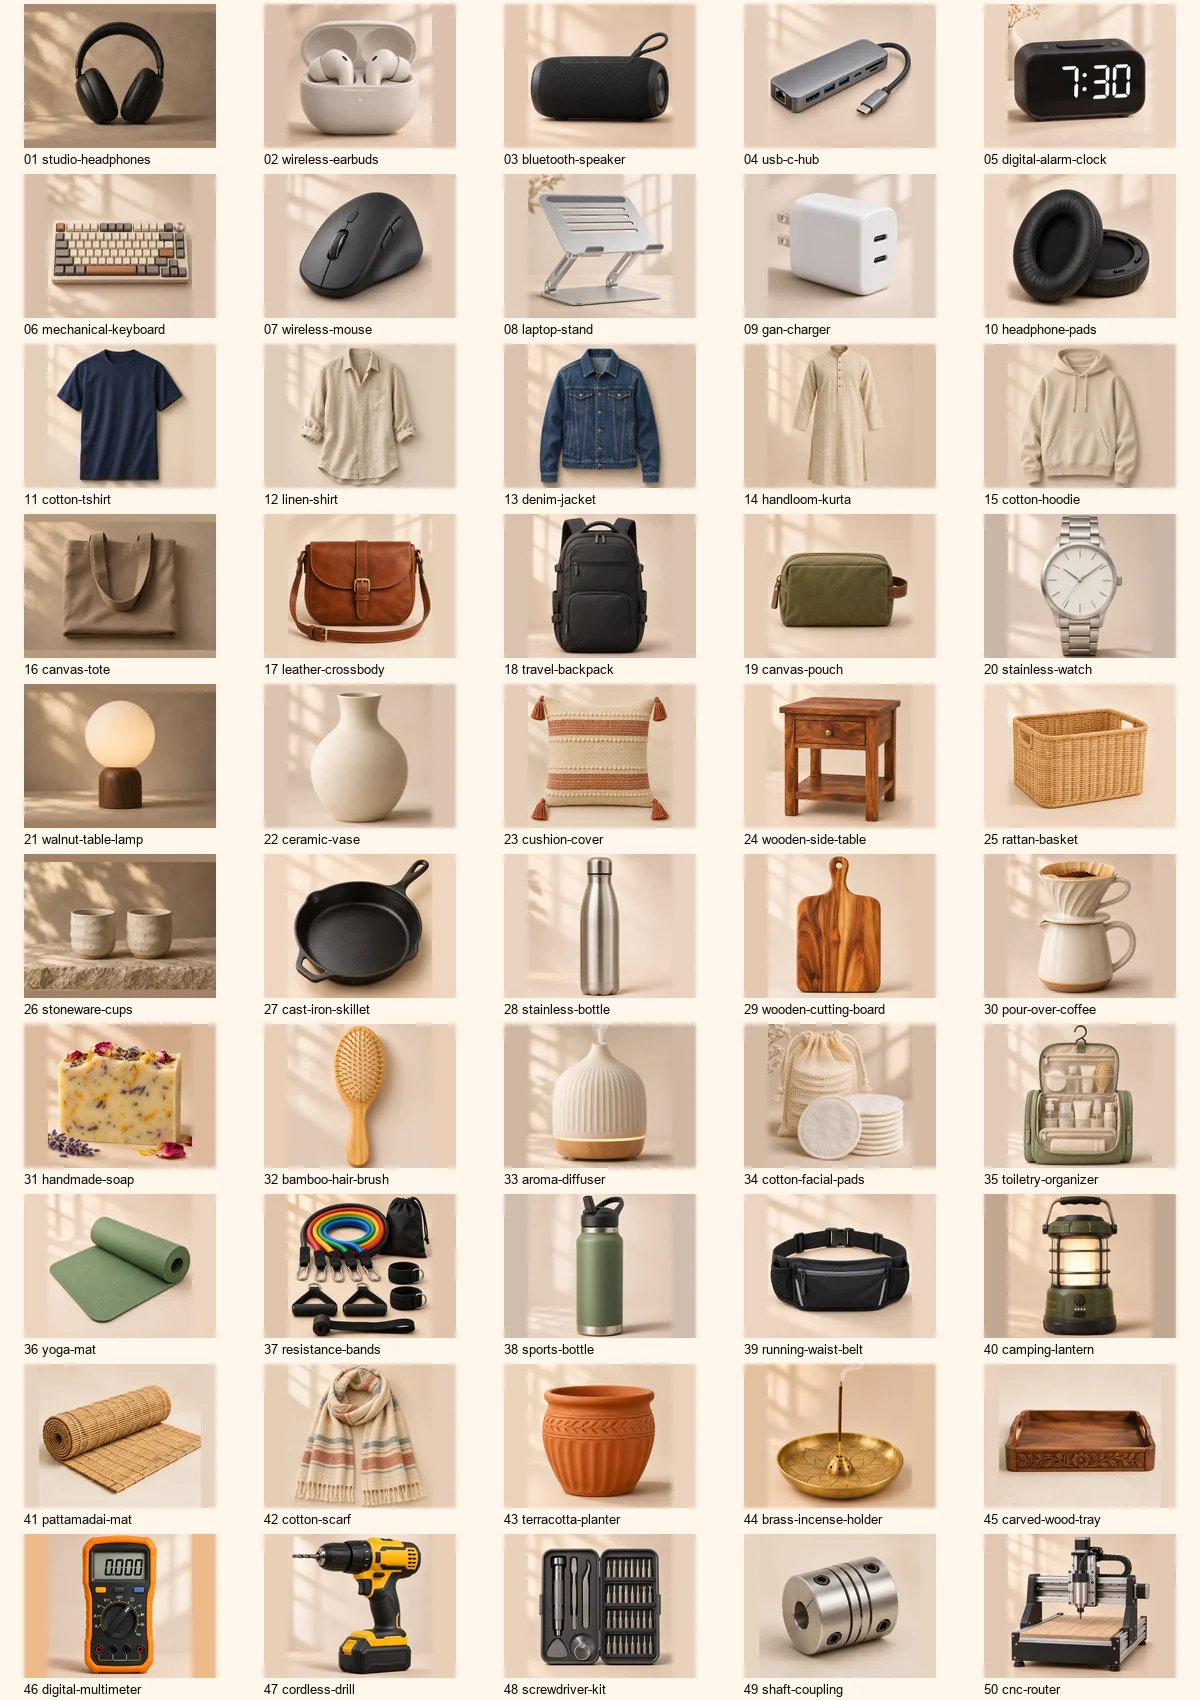 7:30
01 studio-headphones
02 wireless-earbuds
03 bluetooth-speaker
04 usb-c-hub
05 digital-alarm-clock
06 mechanical-keyboard
07 wireless-mouse
08 laptop-stand
09 gan-charger
10 headphone-pads
11 cotton-tshirt
12 linen-shirt
13 denim-jacket
14 handloom-kurta
15 cotton-hoodie
16 canvas-tote
17 leather-crossbody
18 travel-backpack
19 canvas-pouch
20 stainless-watch
21 walnut-table-lamp
22 ceramic-vase
23 cushion-cover
24 wooden-side-table
25 rattan-basket
26 stoneware-cups
27 cast-iron-skillet
28 stainless-bottle
29 wooden-cutting-board
30 pour-over-coffee
31 handmade-soap
32 bamboo-hair-brush
33 aroma-diffuser
34 cotton-facial-pads
35 toiletry-organizer
36 yoga-mat
37 resistance-bands
38 sports-bottle
39 running-waist-belt
40 camping-lantern
41 pattamadai-mat
42 cotton-scarf
43 terracotta-planter
44 brass-incense-holder
45 carved-wood-tray
0.000
46 digital-multimeter
47 cordless-drill
48 screwdriver-kit
49 shaft-coupling
50 cnc-router